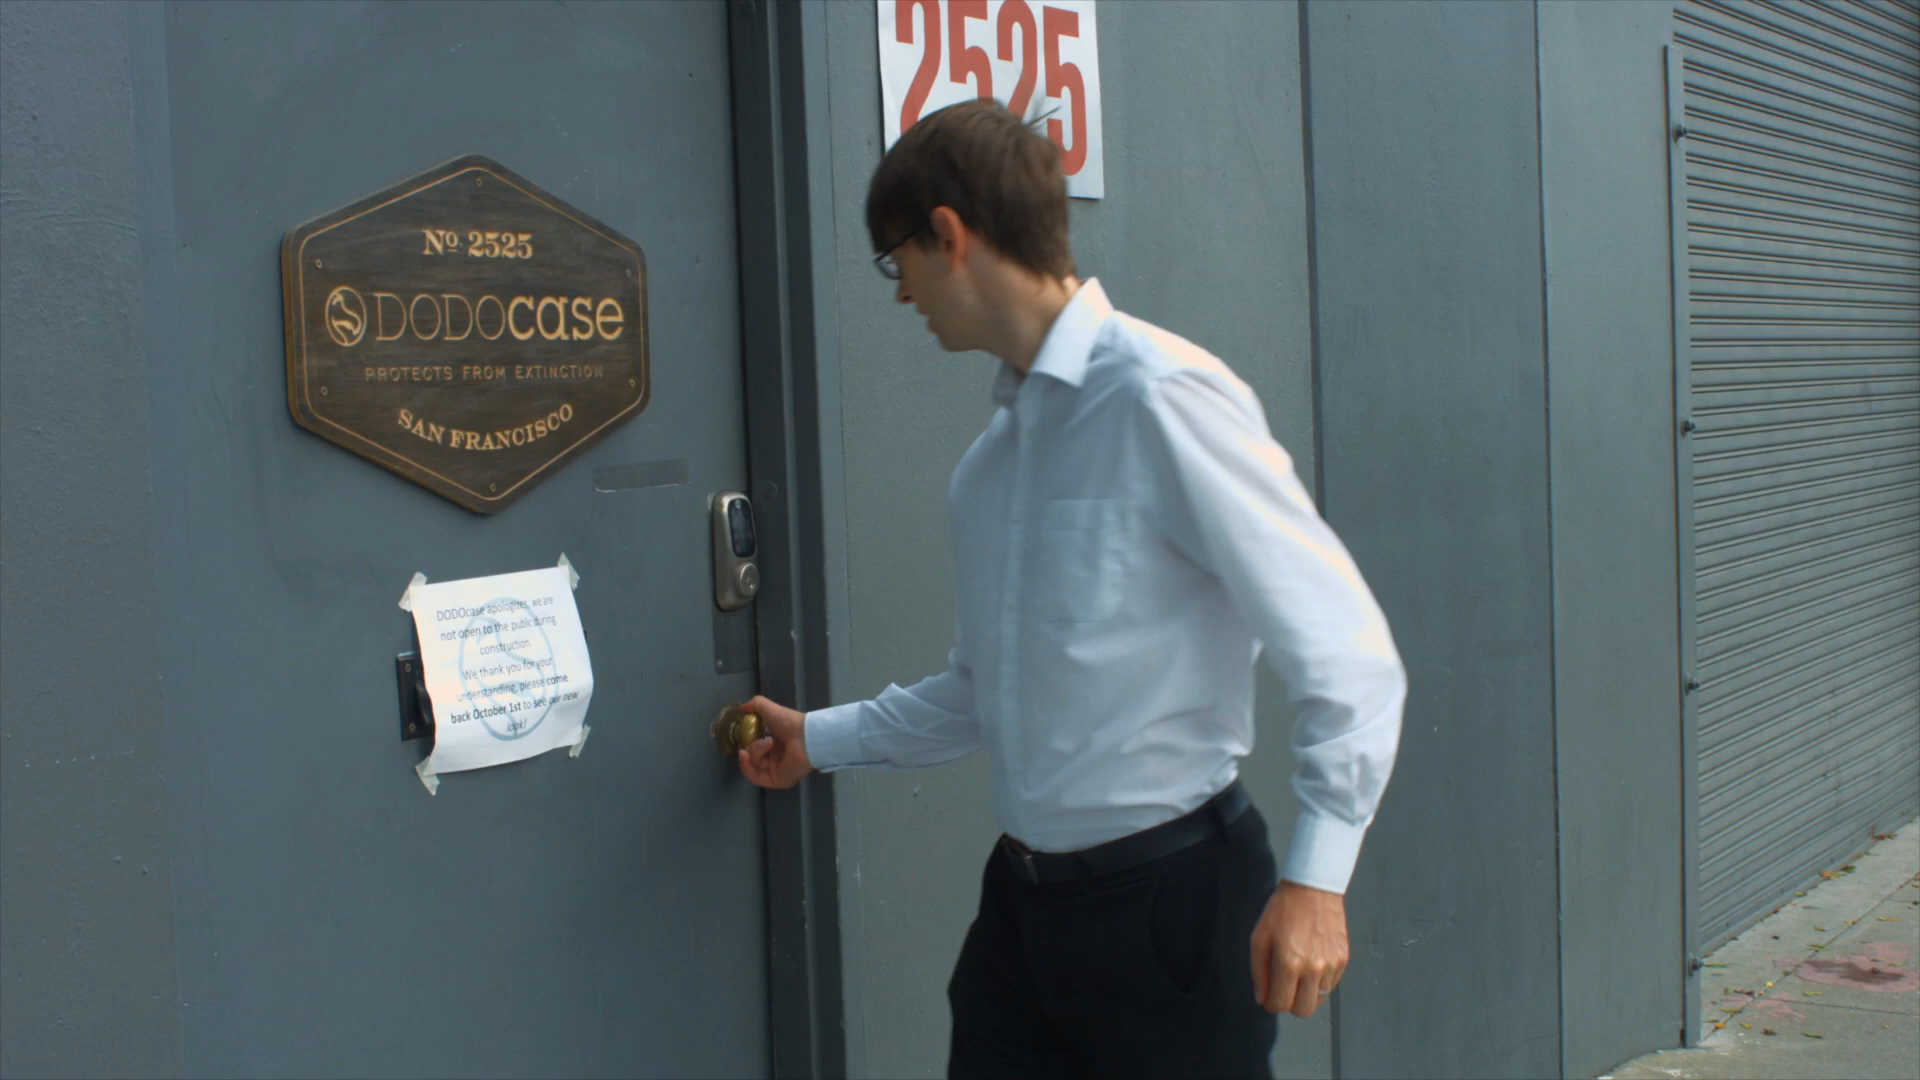 2525
No 2525
DODOcase
PROTECTS FROM EXTINCTION
SAN FRANCISCO
DODOcase apologizes, we are
not open to the public during
construction.
We thank you for your
understanding, please come
back October 1st to see our new
look!